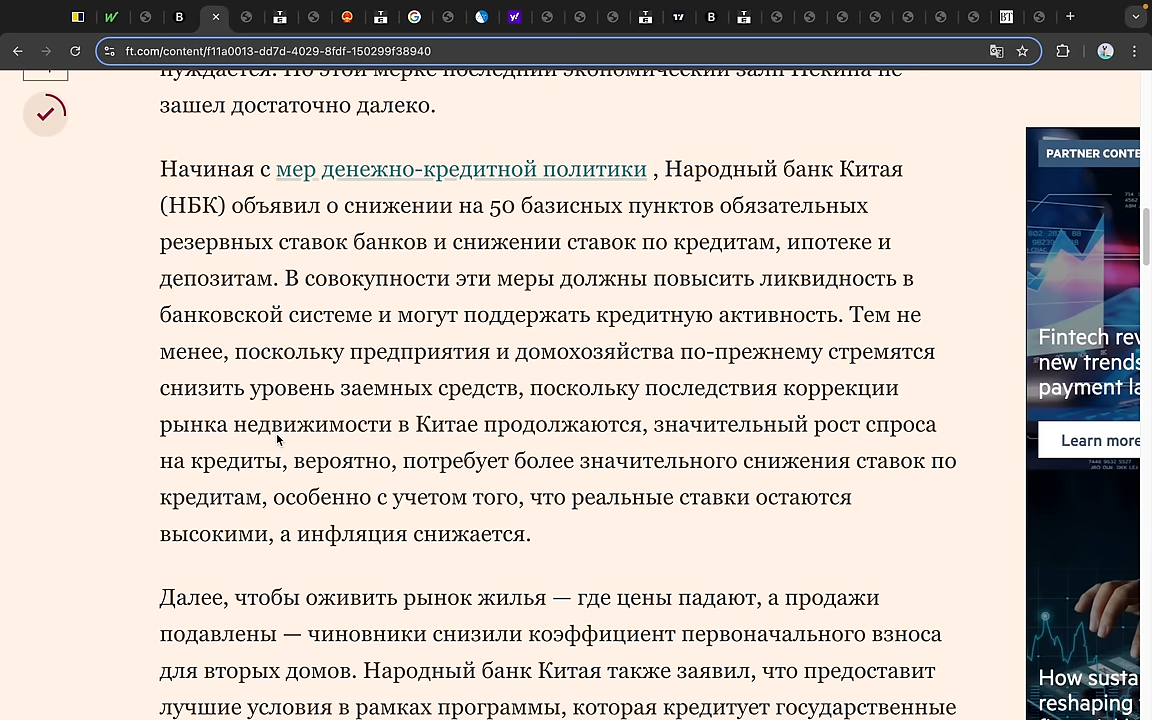 ft.com/content/f11a0013-dd7d-4029-8fdf-150299f38940
нуждается. По этой мерке последний экономический залп Пекина не
зашел достаточно далеко.
Начиная с мер денежно-кредитной политики , Народный банк Китая
(НБК) объявил о снижении на 50 базисных пунктов обязательных
резервных ставок банков и снижении ставок по кредитам, ипотеке и
депозитам. В совокупности эти меры должны повысить ликвидность в
банковской системе и могут поддержать кредитную активность. Тем не
менее, поскольку предприятия и домохозяйства по-прежнему стремятся
снизить уровень заемных средств, поскольку последствия коррекции
рынка недвижимости в Китае продолжаются, значительный рост спроса
на кредиты, вероятно, потребует более значительного снижения ставок по
кредитам, особенно с учетом того, что реальные ставки остаются
высокими, а инфляция снижается.
Далее, чтобы оживить рынок жилья — где цены падают, а продажи
подавлены — чиновники снизили коэффициент первоначального взноса
для вторых домов. Народный банк Китая также заявил, что предоставит
лучшие условия в рамках программы, которая кредитует государственные
PARTNER CONTE
Fintech rev
new trends
payment la
Learn more
How susta
reshaping